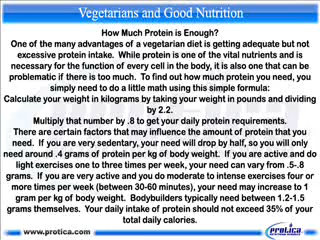 Vegetarians and Good Nutrition
How Much Protein is Enough?
One of the many advantages of a vegetarian diet is getting adequate but not
excessive protein intake.  While protein is one of the vital nutrients and is
necessary for the function of every cell in the body, it is also one that can be
problematic if there is too much.  To find out how much protein you need, you
simply need to do a little math using this simple formula:
Calculate your weight in kilograms by taking your weight in pounds and dividing
by 2.2.
Multiply that number by .8 to get your daily protein requirements.
There are certain factors that may influence the amount of protein that you
need.  If you are very sedentary, your need will drop by half, so you will only
need around .4 grams of protein per kg of body weight.  If you are active and do
light exercises one to three times per week, your need can vary from .5-.8
grams.  If you are very active and you do moderate to intense exercises four or
more times per week (between 30-60 minutes), your need may increase to 1
gram per kg of body weight.  Bodybuilders typically need between 1.2-1.5
grams themselves.  Your daily intake of protein should not exceed 35% of your
total daily calories.
www.protica.com
PROTICA